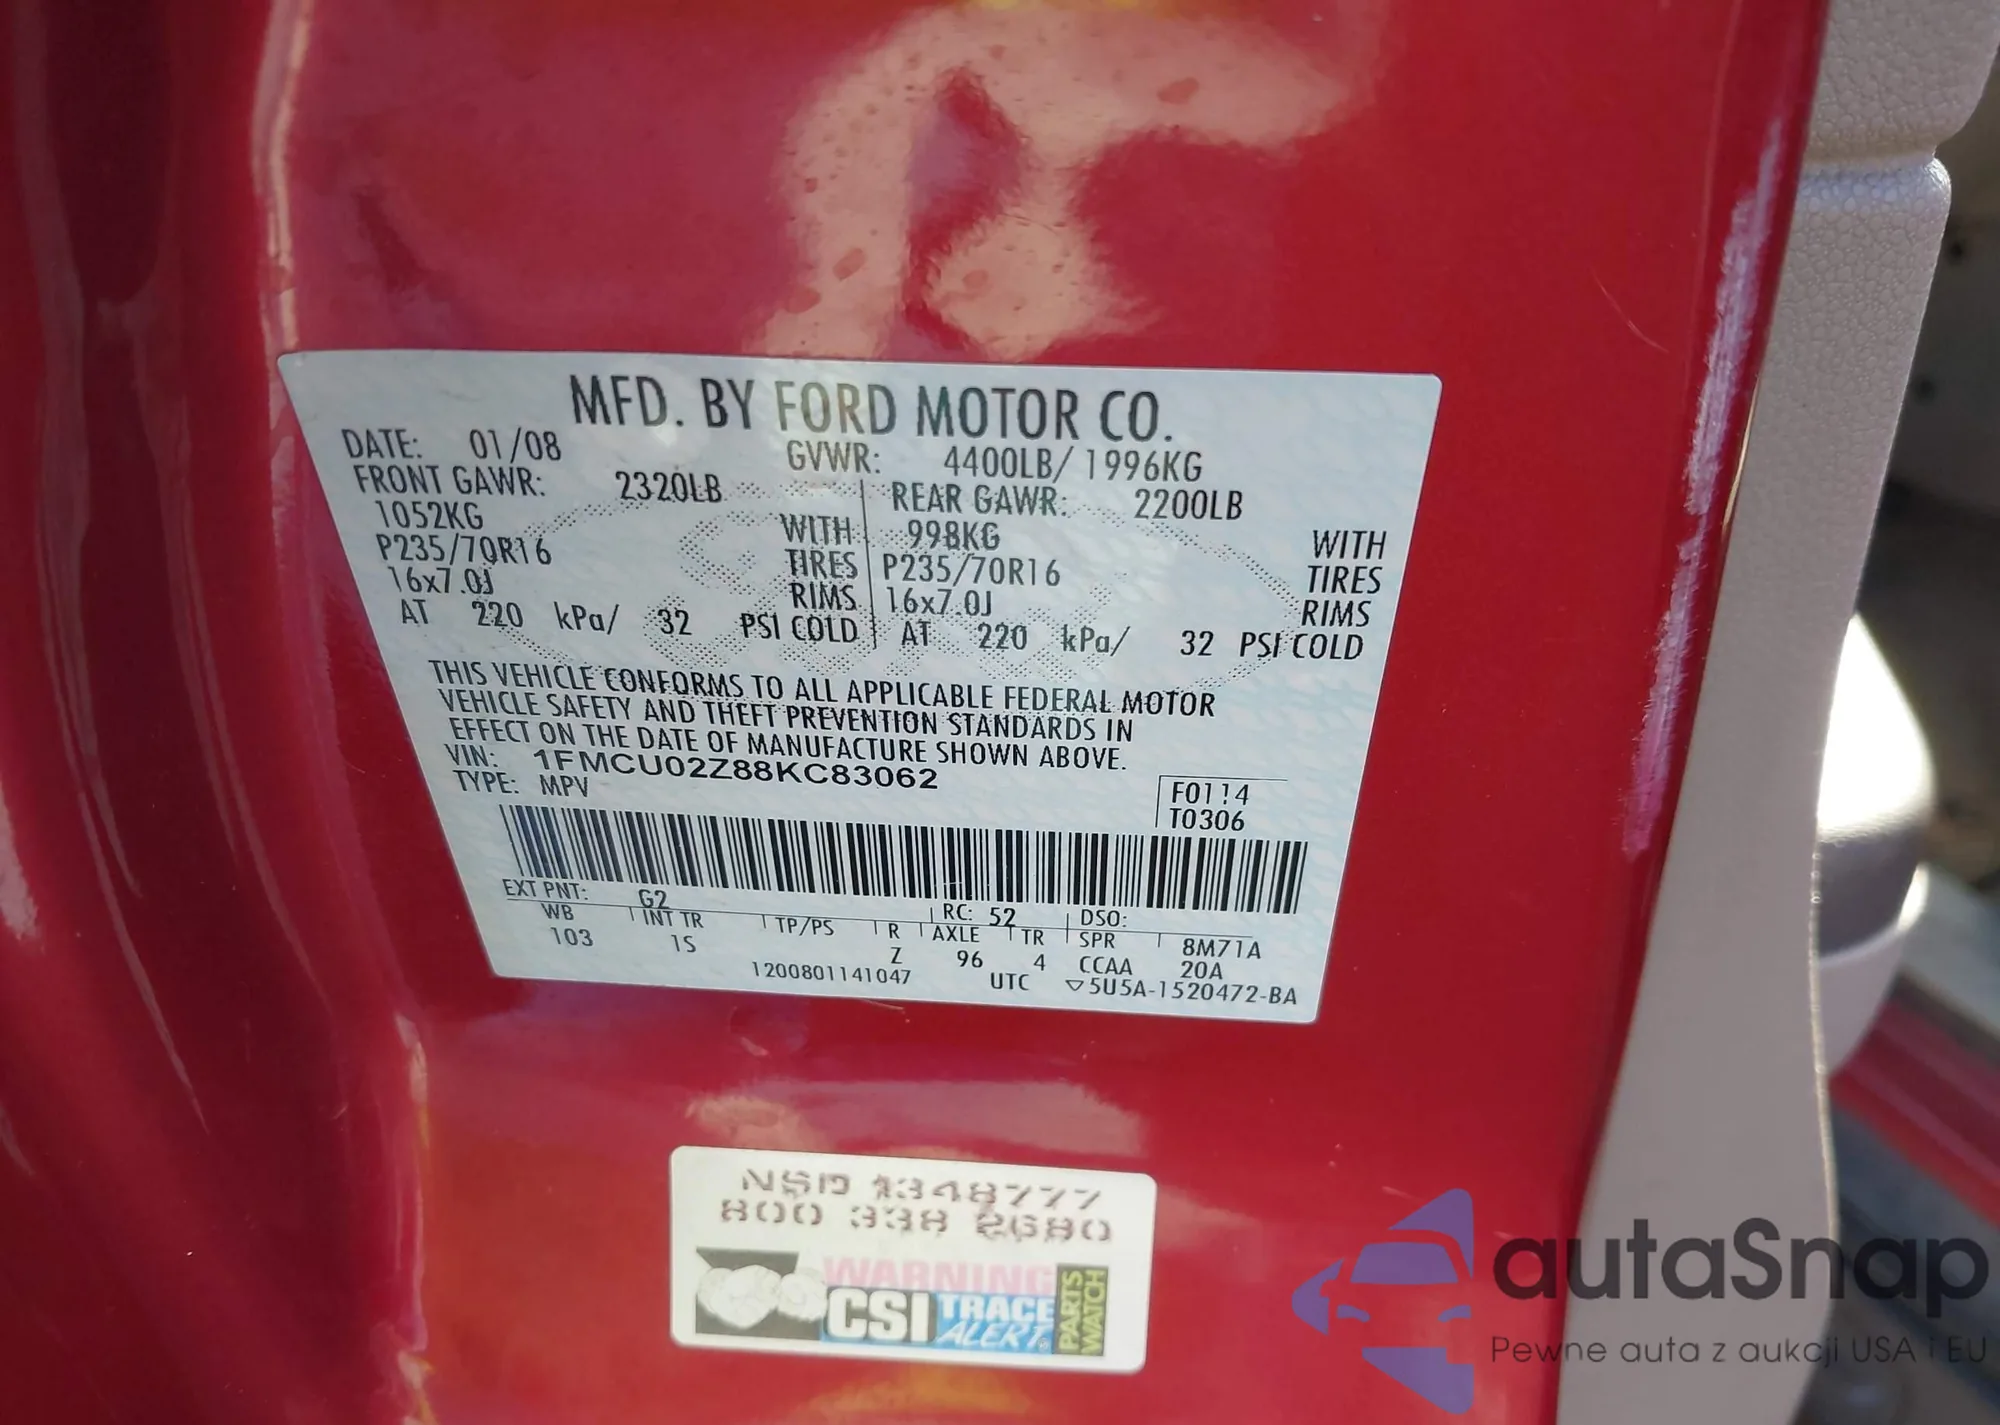 MFD. BY FORD MOTOR CO.
DATE: 01/08 GVWR: 4400LB/ 1996KG
FRONT GAWR: 2320LB REAR GAWR: 2200LB
1052KG WITH 998KG WITH
P235/70R16 TIRES P235/70R16 TIRES
16x7.0J RIMS 16x7.0J RIMS
AT 220 kPa/ 32 PSI COLD AT 220 kPa/ 32 PSI COLD
THIS VEHICLE CONFORMS TO ALL APPLICABLE FEDERAL MOTOR
VEHICLE SAFETY AND THEFT PREVENTION STANDARDS IN
EFFECT ON THE DATE OF MANUFACTURE SHOWN ABOVE.
VIN: 1FMCU02Z88KC83062
TYPE: MPV F0114
T0306
EXT PNT: G2 RC: 52 DSO:
WB INT TR TP/PS R AXLE TR SPR 8M71A
103 1S Z 96 4 CCAA 20A
1200801141047 UTC ▽5U5A-1520472-BA
NSD 1348777
800 338 2680
WARNING
CSI TRACE ALERT
PARTS WATCH
autaSnap
Pewne auta z aukcji USA i EU